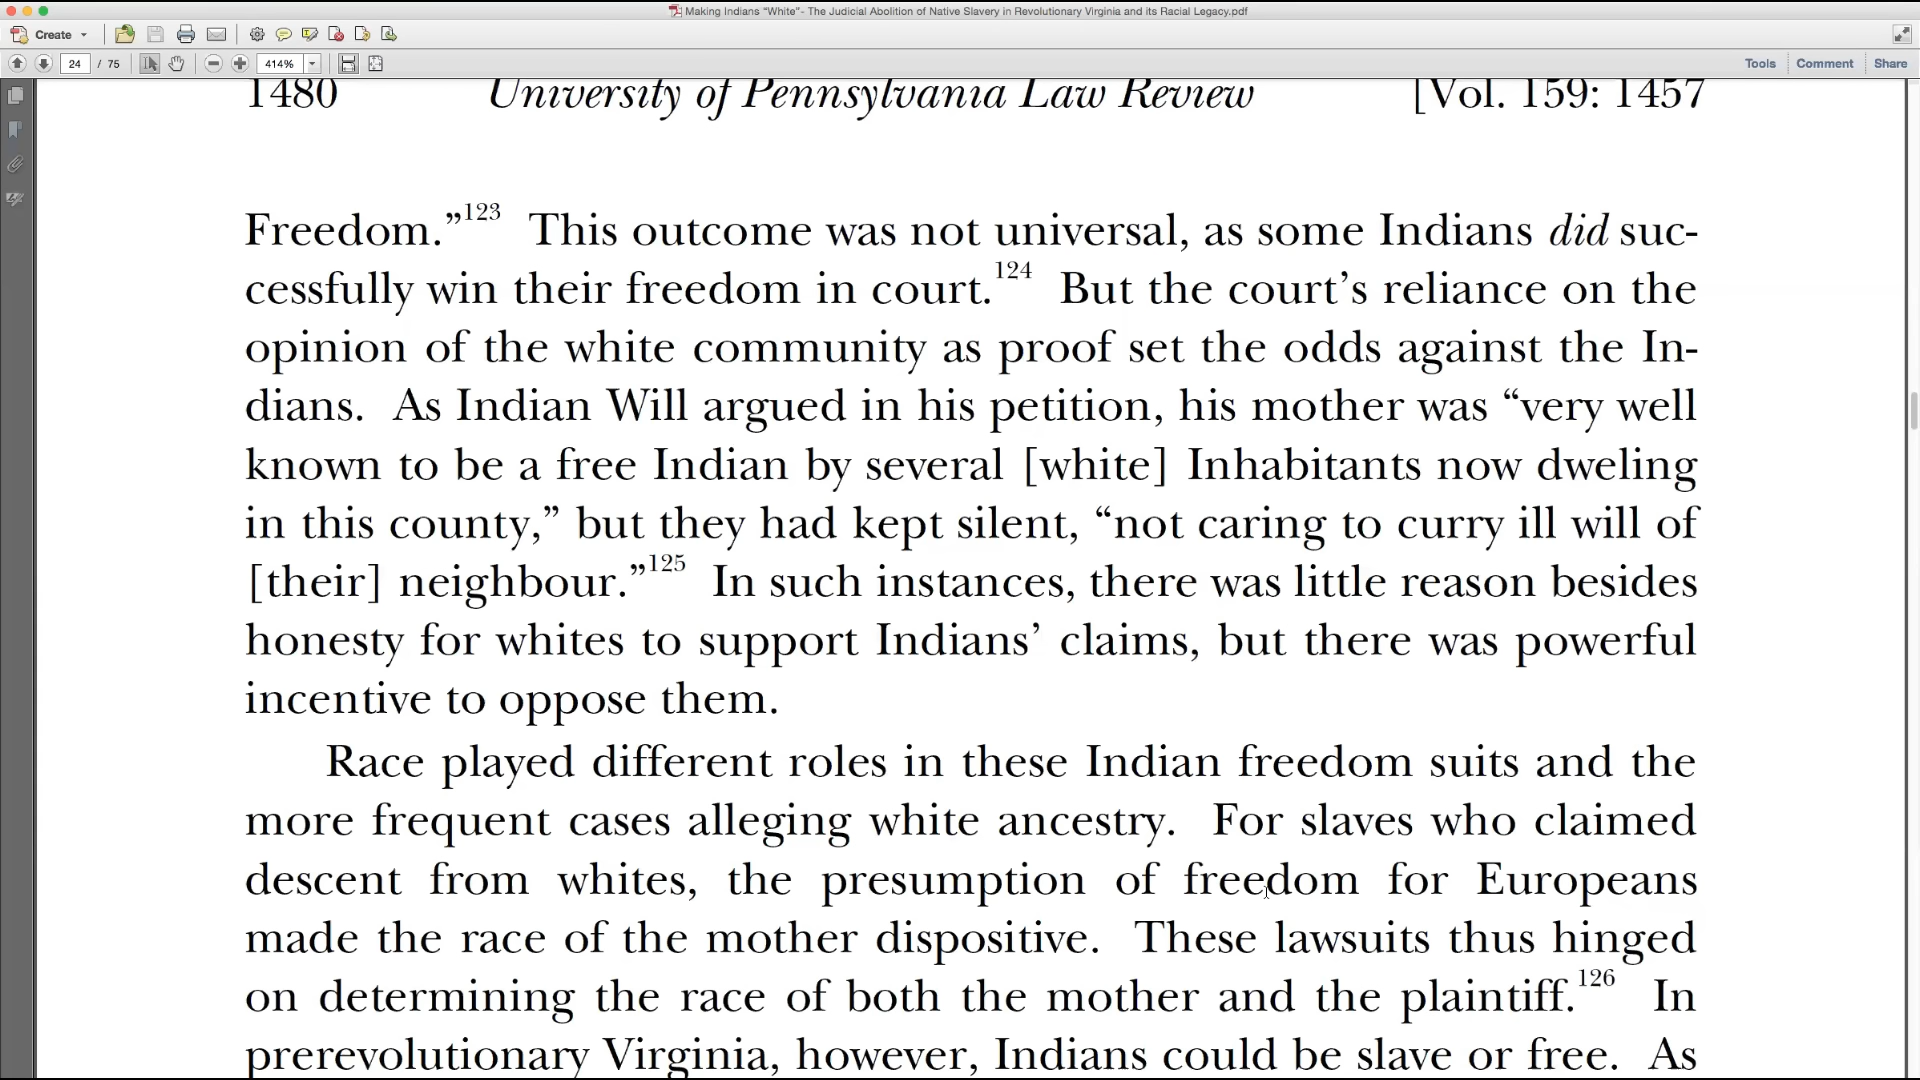 Making Indians “White”- The Judicial Abolition of Native Slavery in Revolutionary Virginia and its Racial Legacy.pdf
Create
24 / 75 414% Tools Comment Share
1480 University of Pennsylvania Law Review [Vol. 159: 1457
Freedom.”123 This outcome was not universal, as some Indians did suc-
cessfully win their freedom in court.124 But the court’s reliance on the
opinion of the white community as proof set the odds against the In-
dians. As Indian Will argued in his petition, his mother was “very well
known to be a free Indian by several [white] Inhabitants now dweling
in this county,” but they had kept silent, “not caring to curry ill will of
[their] neighbour.”125 In such instances, there was little reason besides
honesty for whites to support Indians’ claims, but there was powerful
incentive to oppose them.
Race played different roles in these Indian freedom suits and the
more frequent cases alleging white ancestry. For slaves who claimed
descent from whites, the presumption of freedom for Europeans
made the race of the mother dispositive. These lawsuits thus hinged
on determining the race of both the mother and the plaintiff.126 In
prerevolutionary Virginia, however, Indians could be slave or free. As